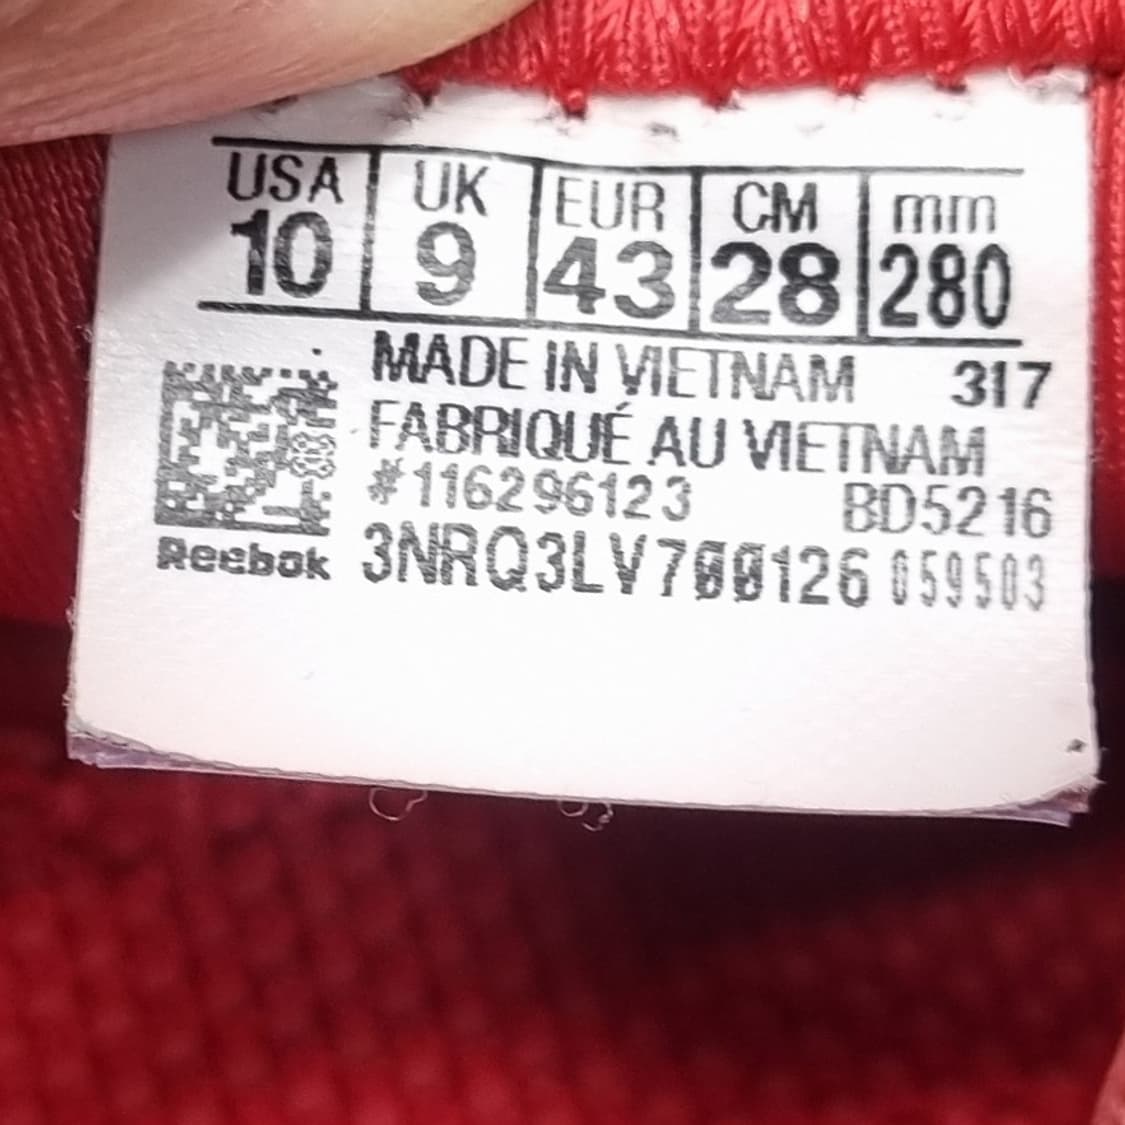 USA UK EUR CM mm
10 9 43 28 280
MADE IN VIETNAM 317
FABRIQUÉ AU VIETNAM
#116296123 BD5216
Reebok 3NRQ3LV700126 059503